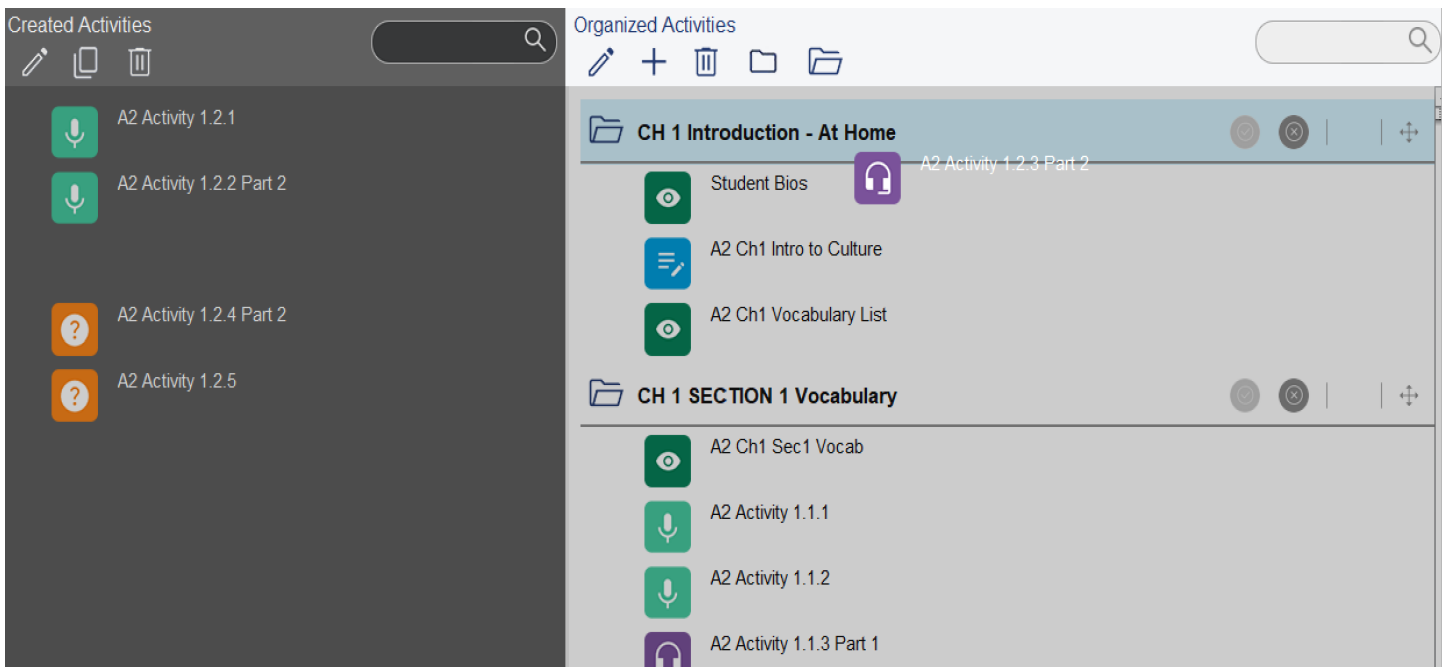 Created Activities
A2 Activity 1.2.1
A2 Activity 1.2.2 Part 2
A2 Activity 1.2.4 Part 2
A2 Activity 1.2.5
Organized Activities
CH 1 Introduction - At Home
A2 Activity 1.2.3 Part 2
Student Bios
A2 Ch1 Intro to Culture
A2 Ch1 Vocabulary List
CH 1 SECTION 1 Vocabulary
A2 Ch1 Sec1 Vocab
A2 Activity 1.1.1
A2 Activity 1.1.2
A2 Activity 1.1.3 Part 1